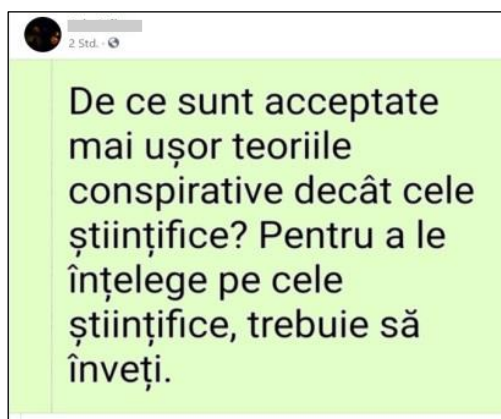 2 Std. ·
De ce sunt acceptate
mai ușor teoriile
conspirative decât cele
științifice? Pentru a le
înțelege pe cele
științifice, trebuie să
înveți.